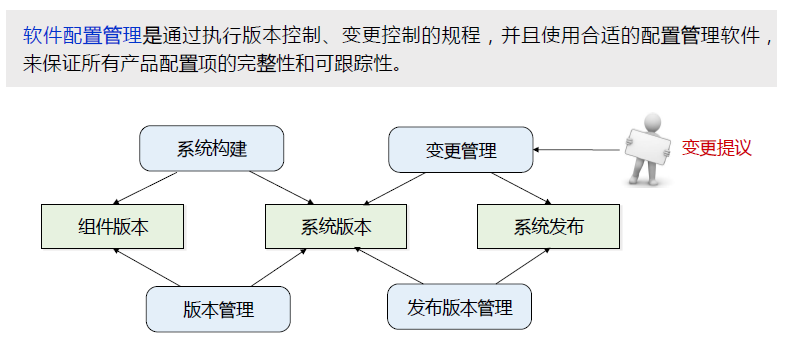 软件配置管理是通过执行版本控制、变更控制的规程，并且使用合适的配置管理软件，
来保证所有产品配置项的完整性和可跟踪性。
系统构建
变更管理
变更提议
组件版本
系统版本
系统发布
版本管理
发布版本管理